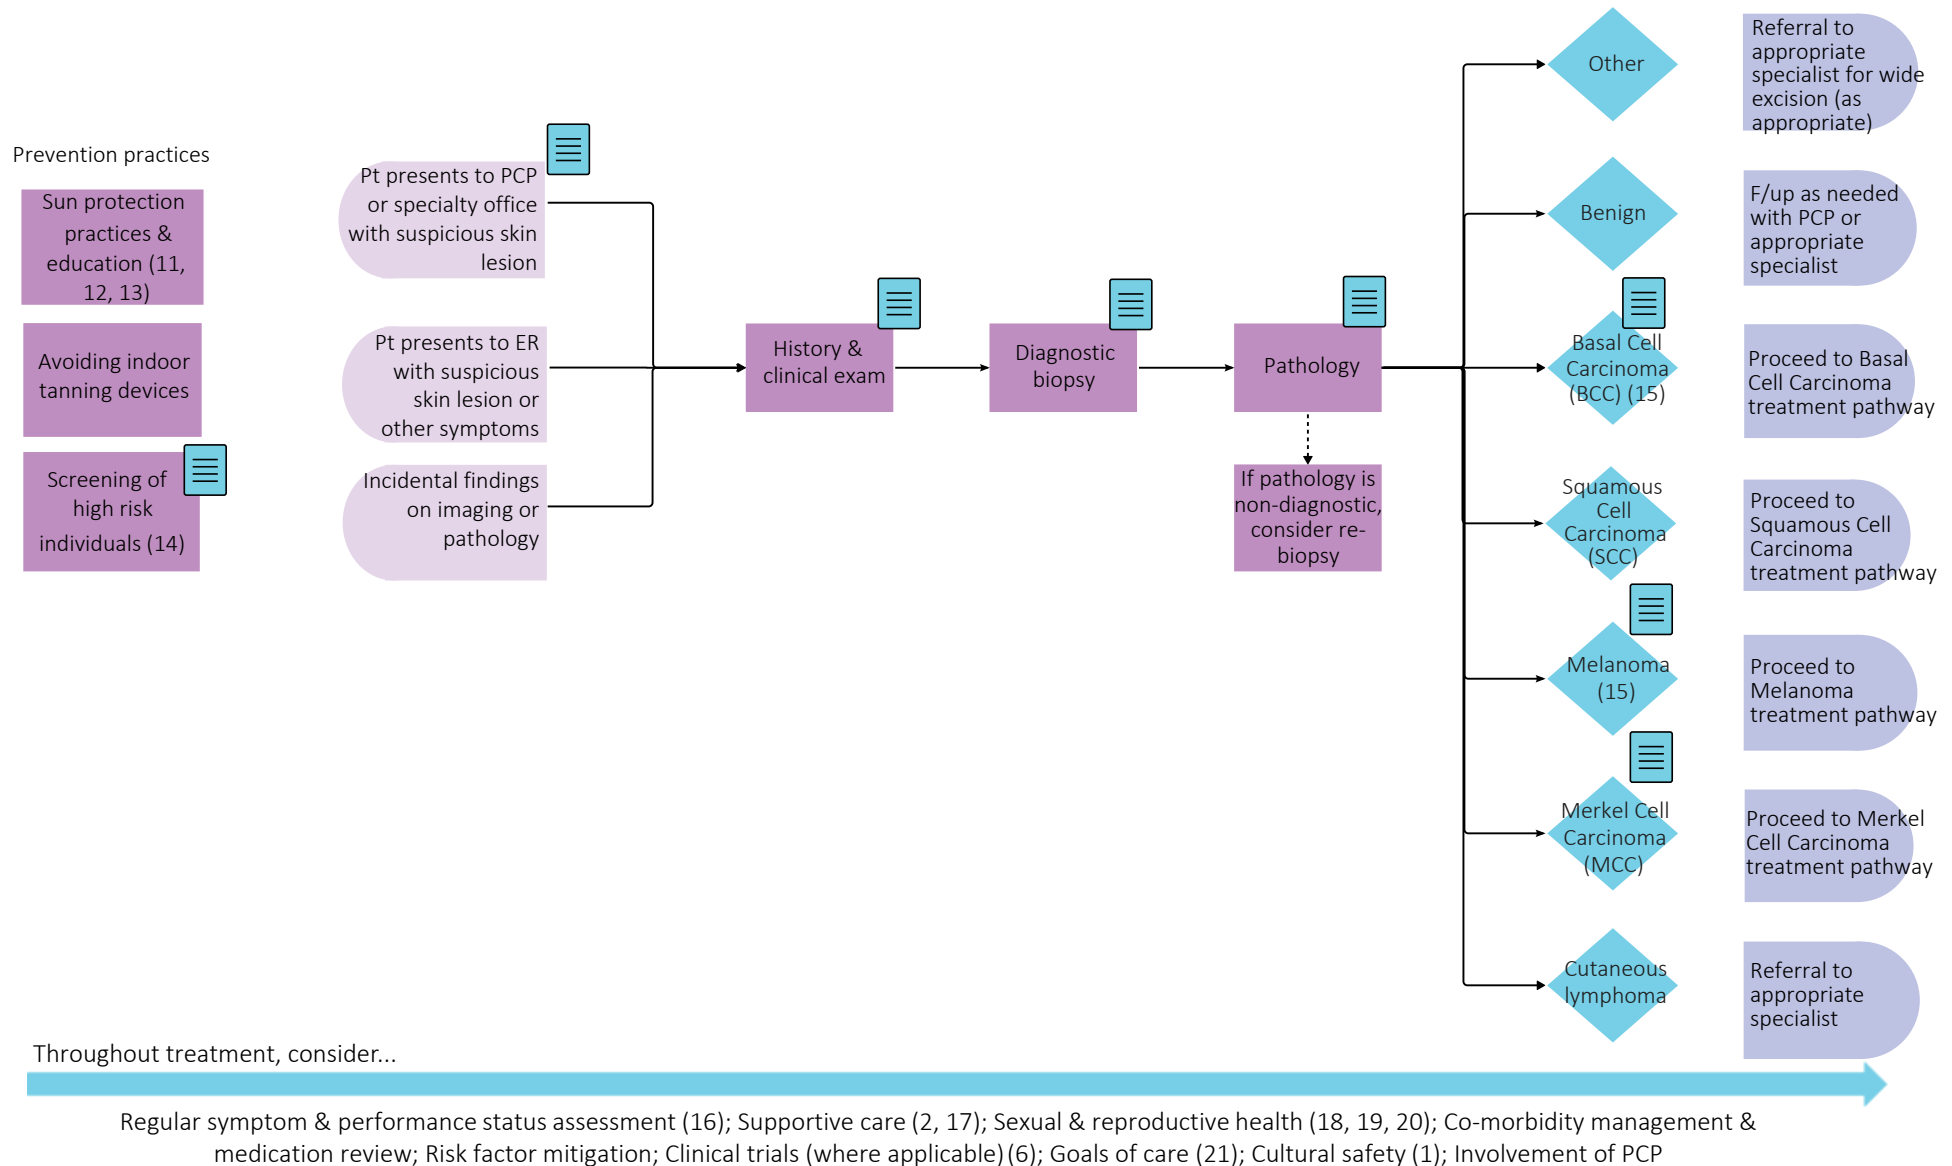 Prevention practices
Sun protection
practices &
education (11,
12, 13)
Avoiding indoor
tanning devices
Screening of
high risk
individuals (14)
Pt presents to PCP
or specialty office
with suspicious skin
lesion
Pt presents to ER
with suspicious
skin lesion or
other symptoms
Incidental findings
on imaging or
pathology
History &
clinical exam
Diagnostic
biopsy
Pathology
If pathology is
non-diagnostic,
consider re-
biopsy
Other
Referral to
appropriate
specialist for wide
excision (as
appropriate)
Benign
F/up as needed
with PCP or
appropriate
specialist
Basal Cell
Carcinoma
(BCC) (15)
Proceed to Basal
Cell Carcinoma
treatment pathway
Squamous
Cell
Carcinoma
(SCC)
Proceed to
Squamous Cell
Carcinoma
treatment pathway
Melanoma
(15)
Proceed to
Melanoma
treatment pathway
Merkel Cell
Carcinoma
(MCC)
Proceed to Merkel
Cell Carcinoma
treatment pathway
Cutaneous
lymphoma
Referral to
appropriate
specialist
Throughout treatment, consider...
Regular symptom & performance status assessment (16); Supportive care (2, 17); Sexual & reproductive health (18, 19, 20); Co-morbidity management &
medication review; Risk factor mitigation; Clinical trials (where applicable) (6); Goals of care (21); Cultural safety (1); Involvement of PCP